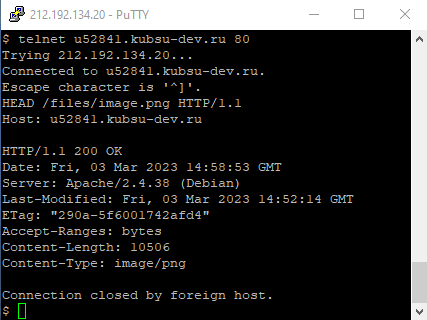 212.192.134.20 - PuTTY
$ telnet u52841.kubsu-dev.ru 80
Trying 212.192.134.20...
Connected to u52841.kubsu-dev.ru.
Escape character is '^]'.
HEAD /files/image.png HTTP/1.1
Host: u52841.kubsu-dev.ru

HTTP/1.1 200 OK
Date: Fri, 03 Mar 2023 14:58:53 GMT
Server: Apache/2.4.38 (Debian)
Last-Modified: Fri, 03 Mar 2023 14:52:14 GMT
ETag: "290a-5f6001742afd4"
Accept-Ranges: bytes
Content-Length: 10506
Content-Type: image/png

Connection closed by foreign host.
$